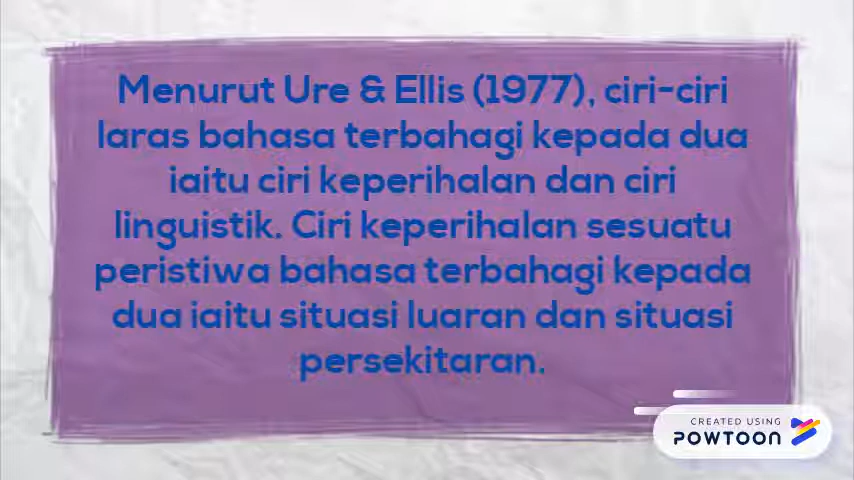 Menurut Ure & Ellis (1977), ciri-ciri
laras bahasa terbahagi kepada dua
iaitu ciri keperihalan dan ciri
linguistik. Ciri keperihalan sesuatu
peristiwa bahasa terbahagi kepada
dua iaitu situasi luaran dan situasi
persekitaran.
CREATED USING
POWTOON